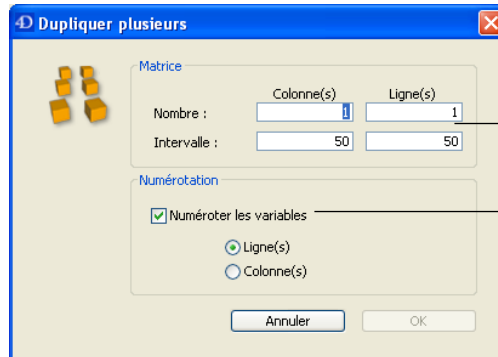 4D Dupliquer plusieurs
Matrice
Colonne(s) Ligne(s)
Nombre : 1 1
Intervalle : 50 50
Numérotation
Numéroter les variables
Ligne(s)
Colonne(s)
Annuler OK